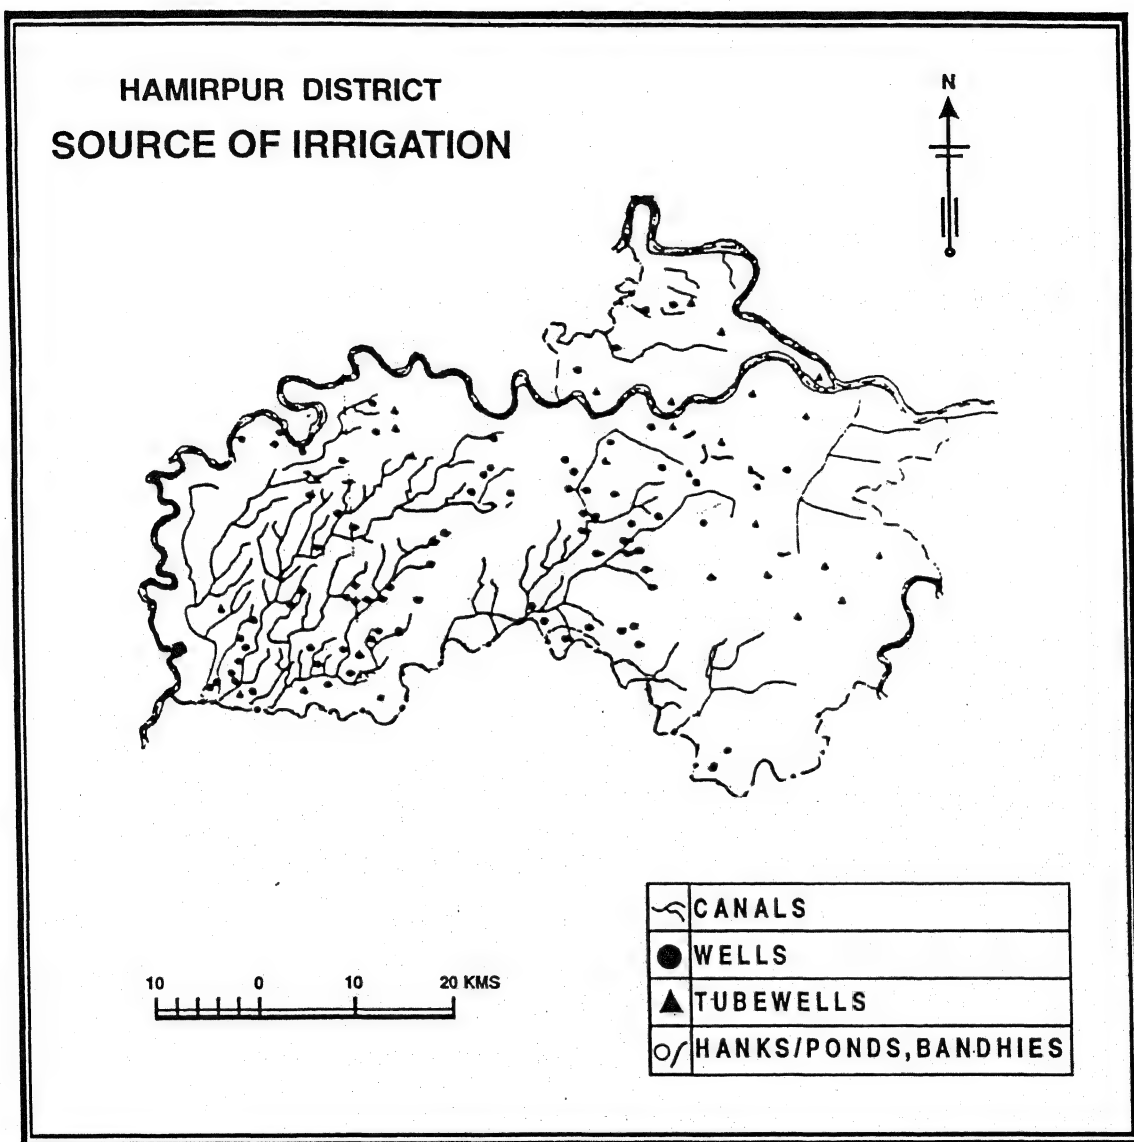 HAMIRPUR DISTRICT
SOURCE OF IRRIGATION
N
10 0 10 20 KMS
CANALS
WELLS
TUBEWELLS
HANKS/PONDS,BANDHIES